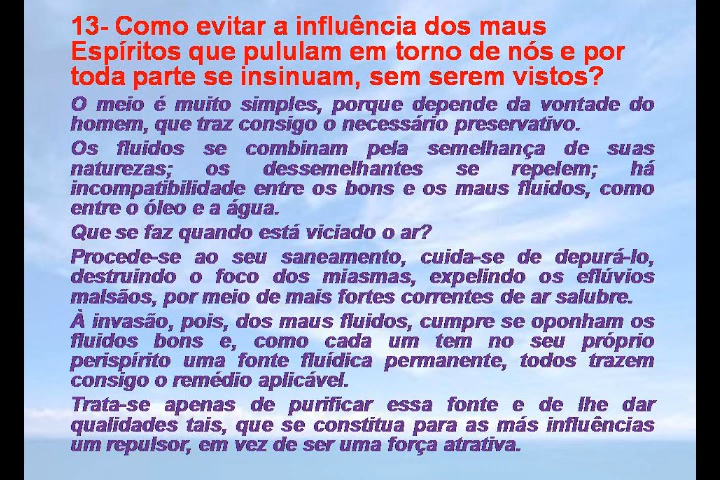 13- Como evitar a influência dos maus
Espíritos que pululam em torno de nós e por
toda parte se insinuam, sem serem vistos?
O meio é muito simples, porque depende da vontade do
homem, que traz consigo o necessário preservativo.
Os fluidos se combinam pela semelhança de suas
naturezas; os dessemelhantes se repelem; há
incompatibilidade entre os bons e os maus fluidos, como
entre o óleo e a água.
Que se faz quando está viciado o ar?
Procede-se ao seu saneamento, cuida-se de depurá-lo,
destruindo o foco dos miasmas, expelindo os eflúvios
malsãos, por meio de mais fortes correntes de ar salubre.
À invasão, pois, dos maus fluidos, cumpre se oponham os
fluidos bons e, como cada um tem no seu próprio
perispírito uma fonte fluídica permanente, todos trazem
consigo o remédio aplicável.
Trata-se apenas de purificar essa fonte e de lhe dar
qualidades tais, que se constitua para as más influências
um repulsor, em vez de ser uma força atrativa.